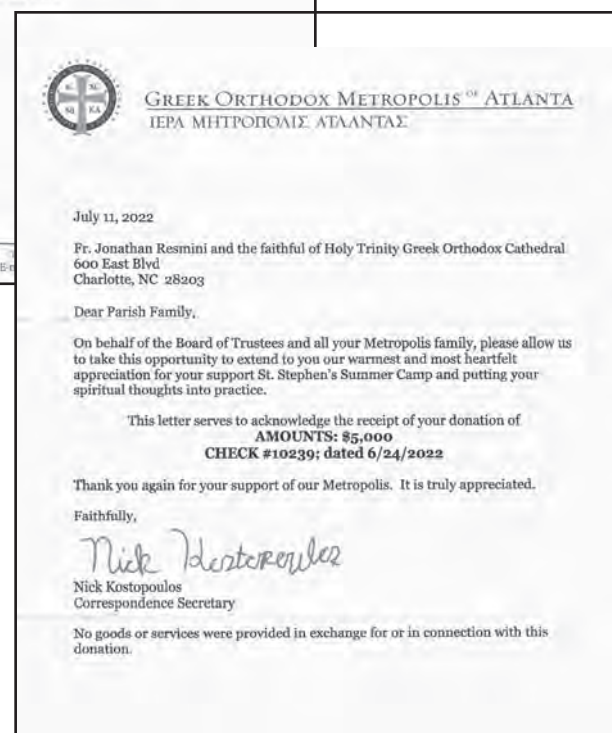 IC XC
NI KA
GREEK ORTHODOX METROPOLIS OF ATLANTA
ΙΕΡΑ ΜΗΤΡΟΠΟΛΙΣ ΑΤΛΑΝΤΑΣ
July 11, 2022
Fr. Jonathan Resmini and the faithful of Holy Trinity Greek Orthodox Cathedral
600 East Blvd
Charlotte, NC 28203
Dear Parish Family,
On behalf of the Board of Trustees and all your Metropolis family, please allow us
to take this opportunity to extend to you our warmest and most heartfelt
appreciation for your support St. Stephen's Summer Camp and putting your
spiritual thoughts into practice.
This letter serves to acknowledge the receipt of your donation of
AMOUNTS: $5,000
CHECK #10239; dated 6/24/2022
Thank you again for your support of our Metropolis. It is truly appreciated.
Faithfully,
Nick Kostopoulos
Nick Kostopoulos
Correspondence Secretary
No goods or services were provided in exchange for or in connection with this
donation.